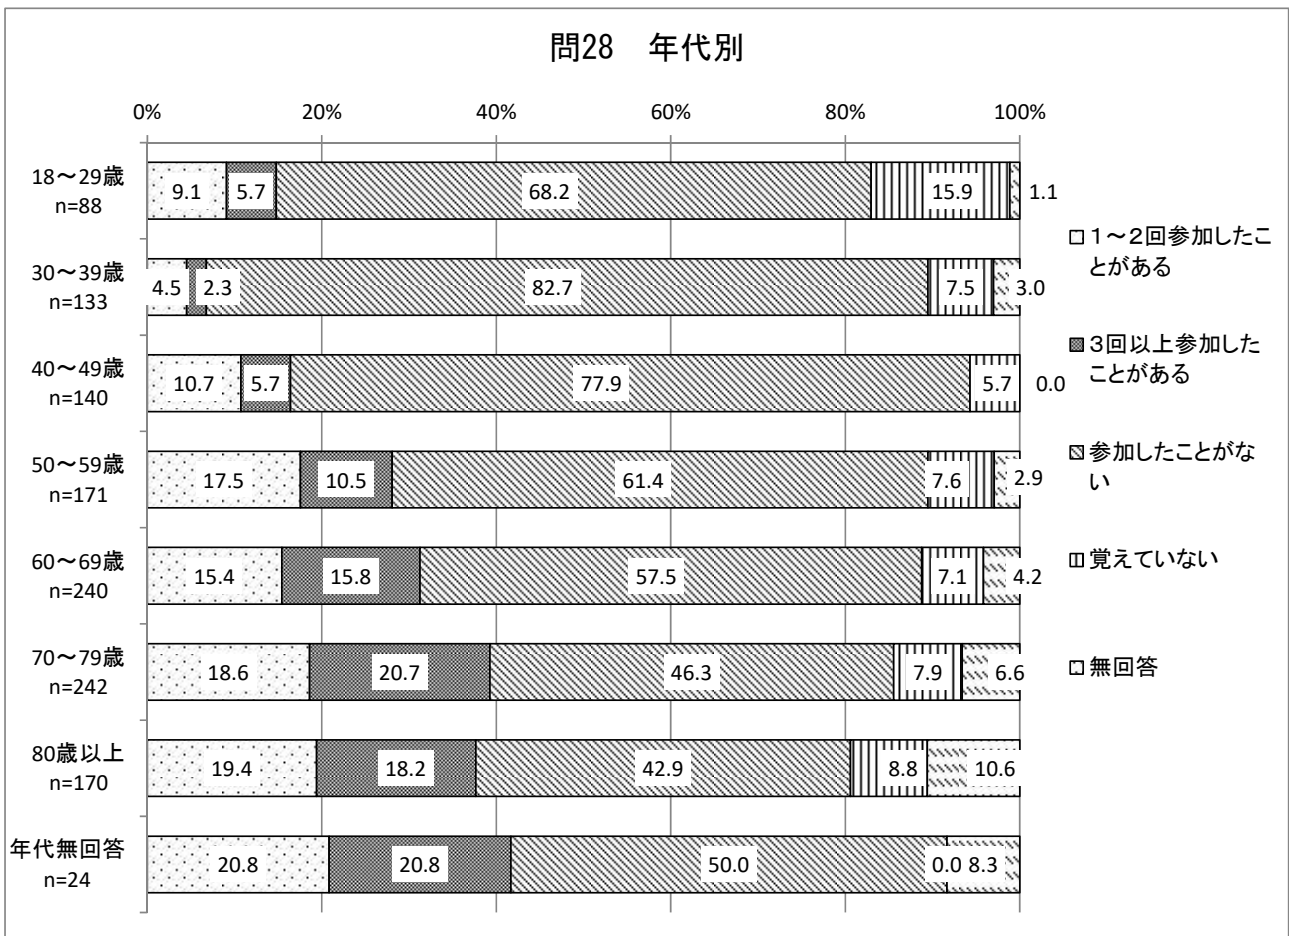 問28　年代別
0% 20% 40% 60% 80% 100%
18～29歳
n=88
9.1 5.7 68.2 15.9 1.1
30～39歳
n=133
4.5 2.3 82.7 7.5 3.0
40～49歳
n=140
10.7 5.7 77.9 5.7 0.0
50～59歳
n=171
17.5 10.5 61.4 7.6 2.9
60～69歳
n=240
15.4 15.8 57.5 7.1 4.2
70～79歳
n=242
18.6 20.7 46.3 7.9 6.6
80歳以上
n=170
19.4 18.2 42.9 8.8 10.6
年代無回答
n=24
20.8 20.8 50.0 0.0 8.3
１～２回参加したこ
とがある
３回以上参加した
ことがある
参加したことがな
い
覚えていない
無回答